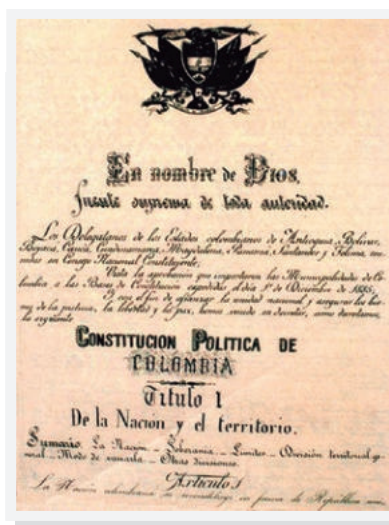 En nombre de Dios,
fuente suprema de toda autoridad.
Los Delegatarios de los Estados colombianos de Antioquia, Bolívar,
Boyacá, Cauca, Cundinamarca, Magdalena, Panamá, Santander y Tolima, reu-
nidos en Consejo Nacional Constituyente;
Vista la aprobación que impartieron las Municipalidades de Co-
lombia a las Bases de Constitución expedidas el día 1º de Diciembre de 1885;
Y con el fin de afianzar la unidad nacional y asegurar los bie-
nes de la justicia, la libertad y la paz, hemos venido en decretar, como decretamos,
la siguiente
CONSTITUCION POLITICA DE
COLOMBIA
Título 1
De la Nación y el territorio.
Sumario. La Nación – Soberanía – Límites – División territorial ge-
neral – Modo de variarla – Otras divisiones.
Artículo 1
La Nación colombiana se reconstituye en forma de República